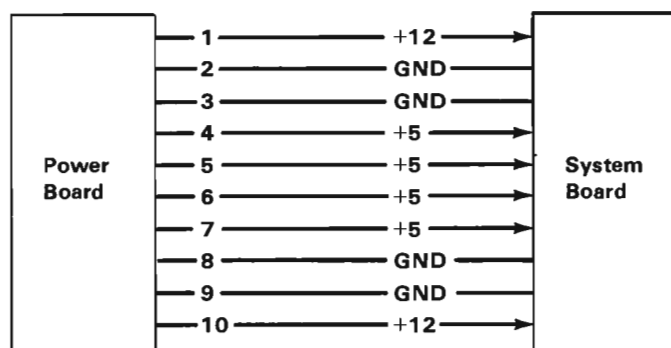 1 +12
2 GND
3 GND
4 +5
Power 5 +5 System
Board 6 +5 Board
7 +5
8 GND
9 GND
10 +12